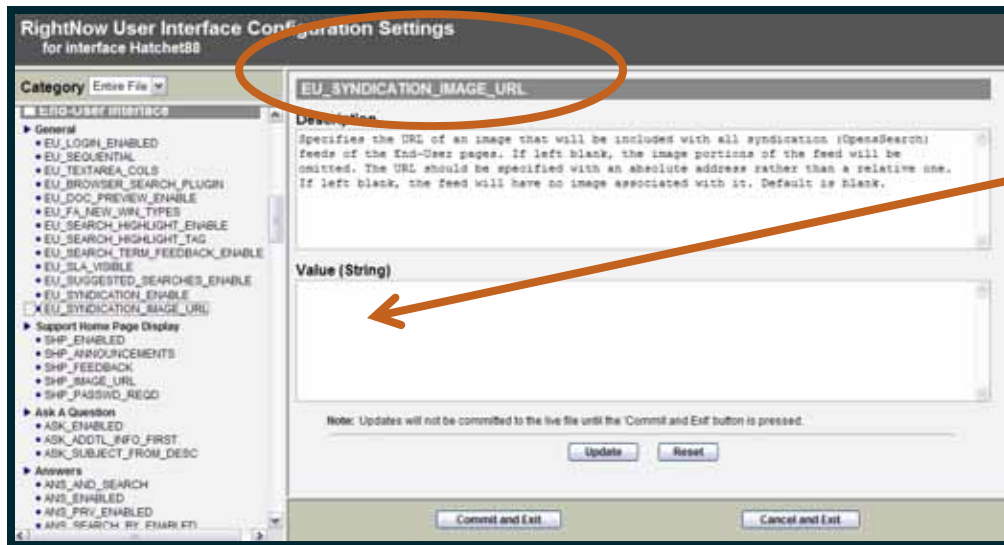 RightNow User Interface Configuration Settings
for interface Hatchet88
Category Entire File
End-User Interface
General
EU_LOGIN_ENABLED
EU_SEQUENTIAL
EU_TEXTAREA_COLS
EU_BROWSER_SEARCH_PLUGIN
EU_DOC_PREVIEW_ENABLE
EU_FA_NEW_WIN_TYPES
EU_SEARCH_HIGHLIGHT_ENABLE
EU_SEARCH_HIGHLIGHT_TAG
EU_SEARCH_TERM_FEEDBACK_ENABLE
EU_SLA_VISIBLE
EU_SUGGESTED_SEARCHES_ENABLE
EU_SYNDICATION_ENABLE
EU_SYNDICATION_IMAGE_URL
Support Home Page Display
SHP_ENABLED
SHP_ANNOUNCEMENTS
SHP_FEEDBACK
SHP_IMAGE_URL
SHP_PASSWD_REQD
Ask A Question
ASK_ENABLED
ASK_ADDTL_INFO_FIRST
ASK_SUBJECT_FROM_DESC
Answers
ANS_AND_SEARCH
ANS_ENABLED
ANS_PRV_ENABLED
ANS_SEARCH_BY_ENABLED
EU_SYNDICATION_IMAGE_URL
Description
Specifies the URL of an image that will be included with all syndication (OpenSearch)
feeds of the End-User pages. If left blank, the image portions of the feed will be
omitted. The URL should be specified with an absolute address rather than a relative one.
If left blank, the feed will have no image associated with it. Default is blank.
Value (String)
Note: Updates will not be committed to the live file until the 'Commit and Exit' button is pressed.
Update Reset
Commit and Exit Cancel and Exit